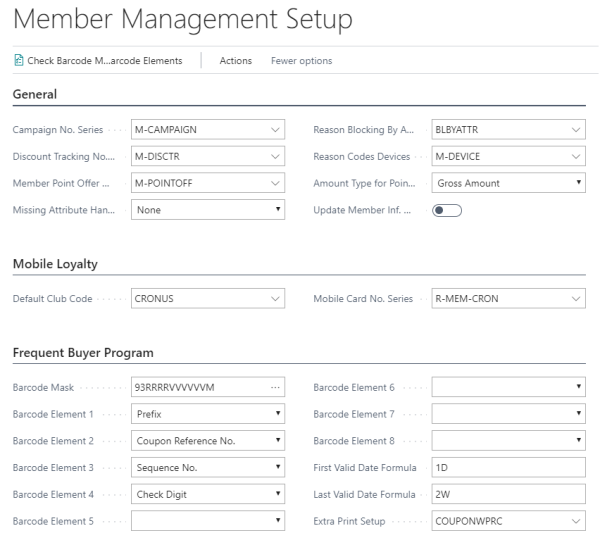 Member Management Setup
Check Barcode M...arcode Elements Actions Fewer options
General
Campaign No. Series M-CAMPAIGN Reason Blocking By A... BLBYATTR
Discount Tracking No.... M-DISCTR Reason Codes Devices M-DEVICE
Member Point Offer ... M-POINTOFF Amount Type for Poin... Gross Amount
Missing Attribute Han... None Update Member Inf. ...
Mobile Loyalty
Default Club Code CRONUS Mobile Card No. Series R-MEM-CRON
Frequent Buyer Program
Barcode Mask 93RRRRVVVVVVM ... Barcode Element 6
Barcode Element 1 Prefix Barcode Element 7
Barcode Element 2 Coupon Reference No. Barcode Element 8
Barcode Element 3 Sequence No. First Valid Date Formula 1D
Barcode Element 4 Check Digit Last Valid Date Formula 2W
Barcode Element 5 Extra Print Setup COUPONWPRC